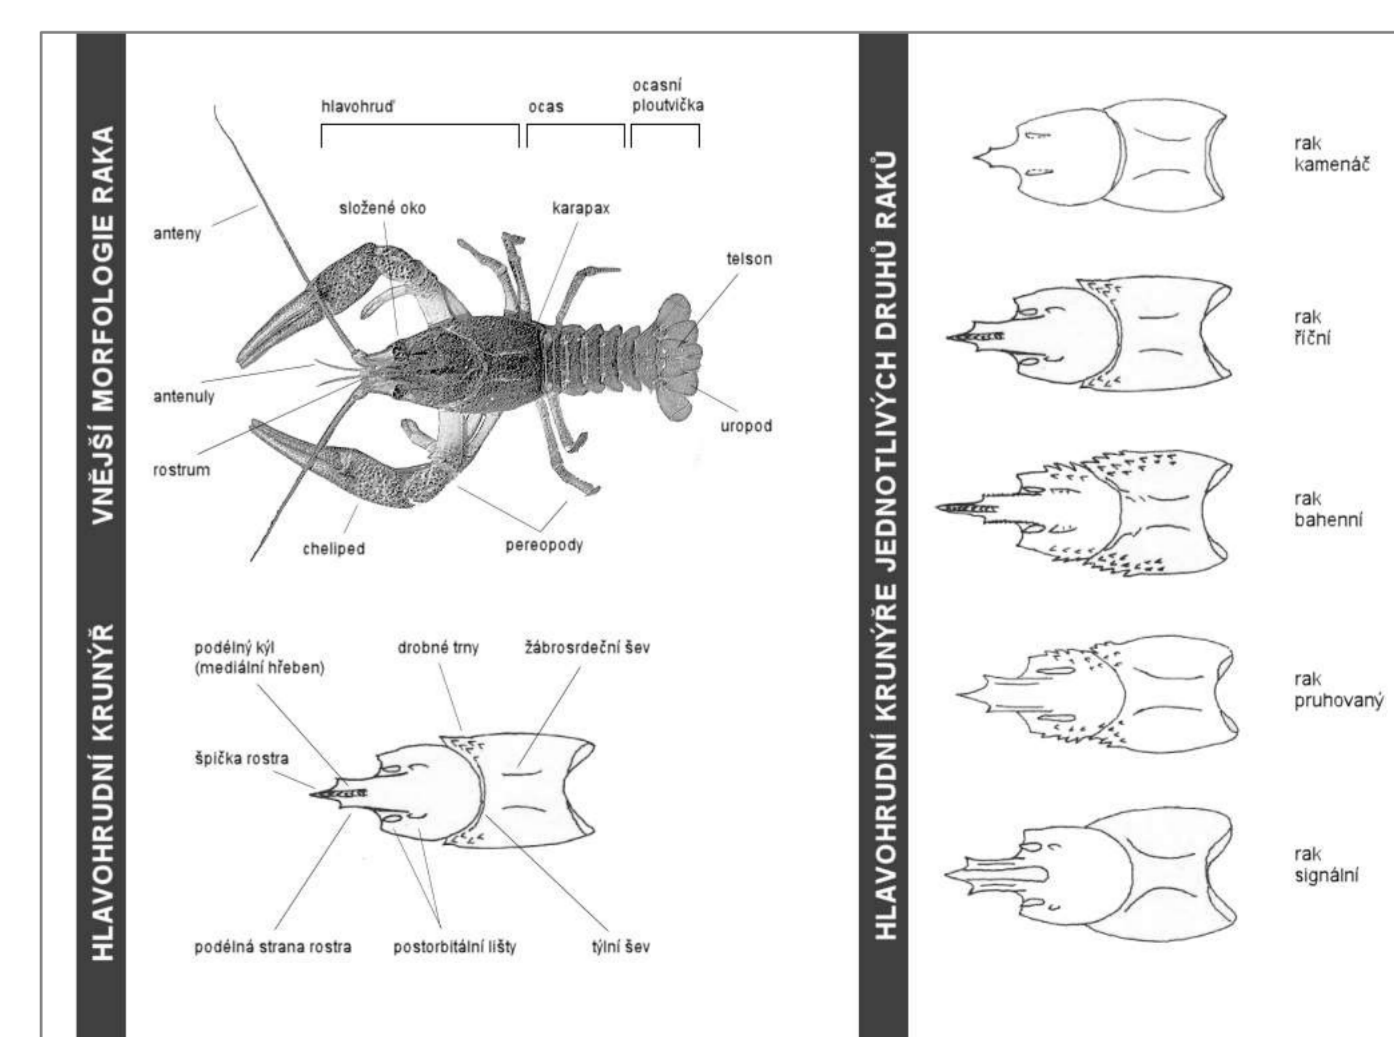 VNĚJŠÍ MORFOLOGIE RAKA
hlavohruď
ocas
ocasní
ploutvička
složené oko
karapax
anteny
telson
antenuly
uropod
rostrum
cheliped
pereopody
HLAVOHRUDNÍ KRUNÝŘ
podélný kýl
(mediální hřeben)
drobné trny
žábrosrdeční šev
špička rostra
podélná strana rostra
postorbitální lišty
týlní šev
HLAVOHRUDNÍ KRUNÝŘE JEDNOTLIVÝCH DRUHŮ RAKŮ
rak
kamenáč
rak
říční
rak
bahenní
rak
pruhovaný
rak
signální